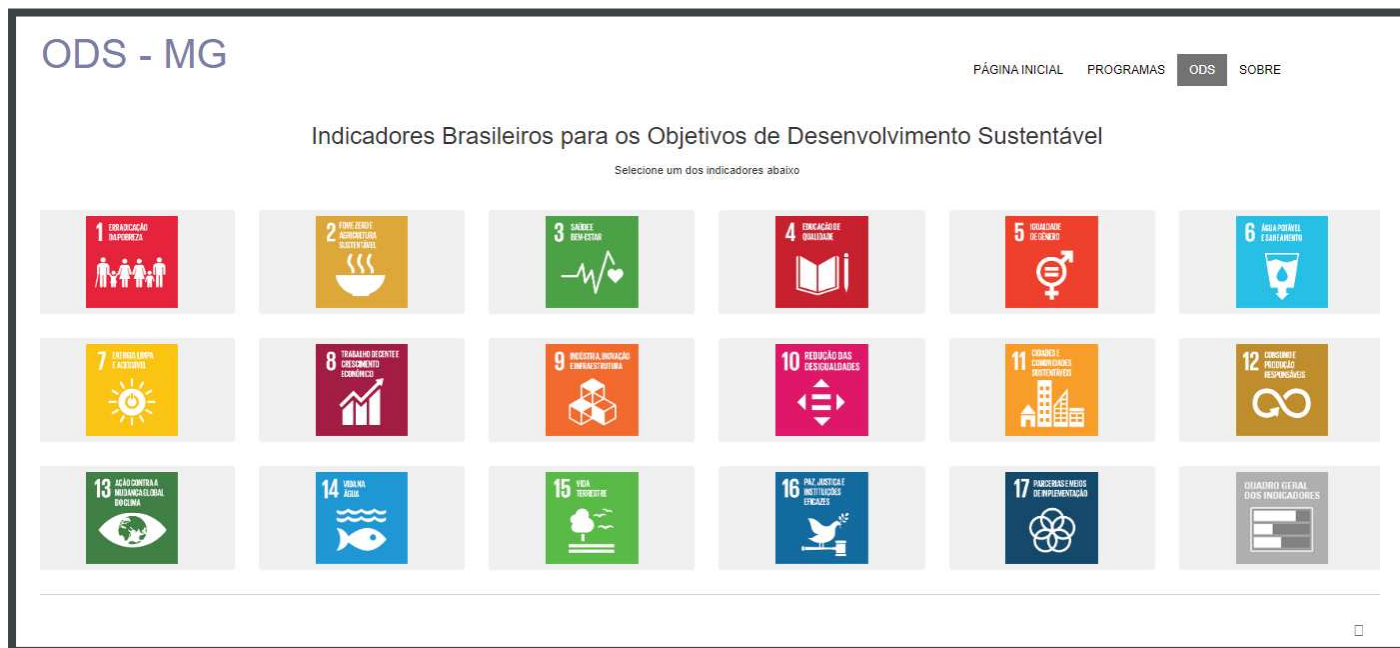 ODS - MG
PÁGINA INICIAL PROGRAMAS ODS SOBRE
Indicadores Brasileiros para os Objetivos de Desenvolvimento Sustentável
Selecione um dos indicadores abaixo
1 ERRADICAÇÃO
DA POBREZA
2 FOME ZERO E
AGRICULTURA
SUSTENTÁVEL
3 SAÚDE E
BEM-ESTAR
4 EDUCAÇÃO DE
QUALIDADE
5 IGUALDADE
DE GÊNERO
6 ÁGUA POTÁVEL
E SANEAMENTO
7 ENERGIA LIMPA
E ACESSÍVEL
8 TRABALHO DECENTE E
CRESCIMENTO
ECONÔMICO
9 INDÚSTRIA, INOVAÇÃO
E INFRAESTRUTURA
10 REDUÇÃO DAS
DESIGUALDADES
11 CIDADES E
COMUNIDADES
SUSTENTÁVEIS
12 CONSUMO E
PRODUÇÃO
RESPONSÁVEIS
13 AÇÃO CONTRA A
MUDANÇA GLOBAL
DO CLIMA
14 VIDA NA
ÁGUA
15 VIDA
TERRESTRE
16 PAZ, JUSTIÇA E
INSTITUIÇÕES
EFICAZES
17 PARCERIAS E MEIOS
DE IMPLEMENTAÇÃO
QUADRO GERAL
DOS INDICADORES